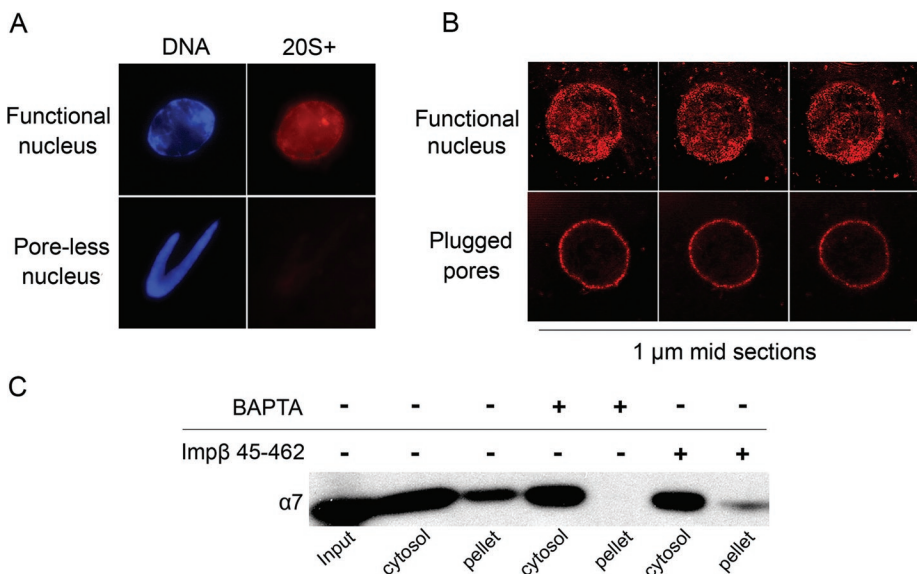 A
DNA 20S+
Functional
nucleus
Pore-less
nucleus
B
Functional
nucleus
Plugged
pores
1 µm mid sections
C
BAPTA - - - + + - -
Impβ 45-462 - - - - - + +
α7
Input cytosol pellet cytosol pellet cytosol pellet